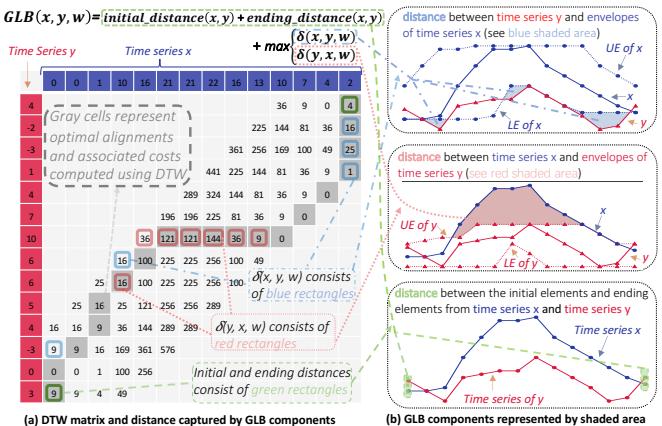 GLB(x, y, w)= initial_distance(x, y) + ending_distance(x, y)
+ max{ δ(x, y, w)
δ(y, x, w)
Time Series y
Time series x
0 0 1 10 16 21 21 22 16 13 10 7 4 2
4 36 9 0 4
-2 225 144 81 36 16
-3 361 256 169 100 49 25
1 441 225 144 81 36 9 1
4 289 324 144 81 36 9 0
7 196 196 225 81 36 9 0
10 36 121 121 144 36 9 0
6 16 100 225 225 256 100 49
6 25 16 100 225 225 256 100
5 25 16 25 121 256 256 289
4 16 16 9 36 144 289 289
-3 9 9 16 169 361 576
0 0 0 1 100 256
3 9 9 4 49
Gray cells represent
optimal alignments
and associated costs
computed using DTW
δ(x, y, w) consists
of blue rectangles
δ(y, x, w) consists of
red rectangles
Initial and ending distances
consist of green rectangles
(a) DTW matrix and distance captured by GLB components
distance between time series y and envelopes
of time series x (see blue shaded area)
UE of x
x
LE of x
y
distance between time series x and envelopes of
time series y (see red shaded area)
UE of y
x
LE of y
y
distance between the initial elements and ending
elements from time series x and time series y
Time series x
Time series of y
(b) GLB components represented by shaded area